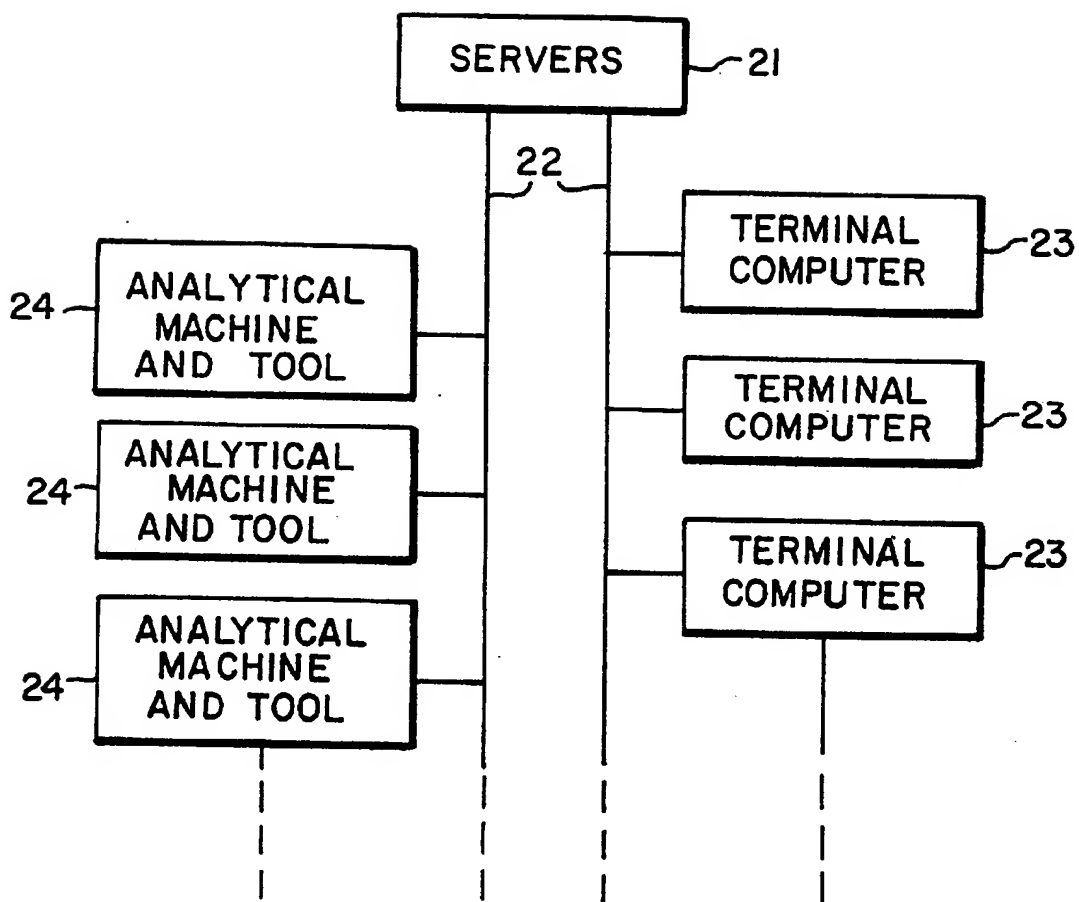 SERVERS
21
22
TERMINAL
COMPUTER
23
24
ANALYTICAL
MACHINE
AND TOOL
TERMINAL
COMPUTER
23
24
ANALYTICAL
MACHINE
AND TOOL
TERMINAL
COMPUTER
23
24
ANALYTICAL
MACHINE
AND TOOL